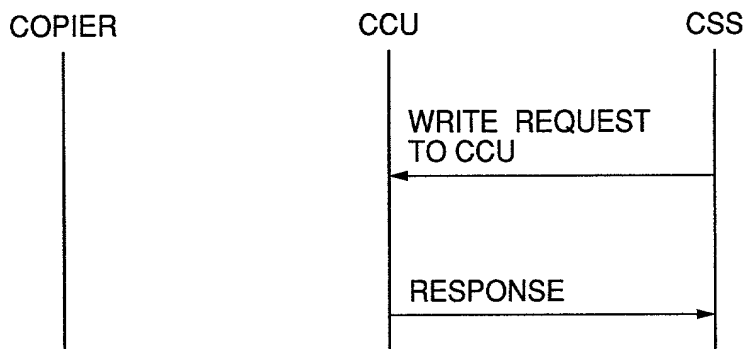 COPIER CCU CSS
WRITE REQUEST
TO CCU
RESPONSE